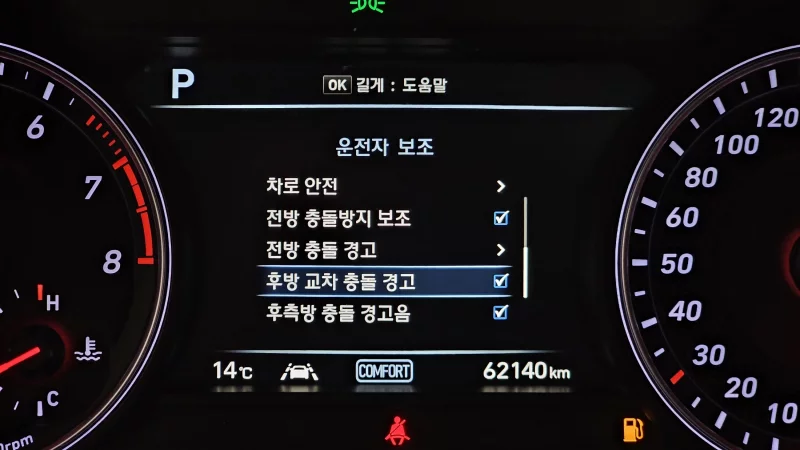 P
OK 길게 : 도움말
운전자 보조
차로 안전
전방 충돌방지 보조
전방 충돌 경고
후방 교차 충돌 경고
후측방 충돌 경고음
14℃
COMFORT
62140km
6
7
8
H
C
120
100
80
60
50
40
30
20
10